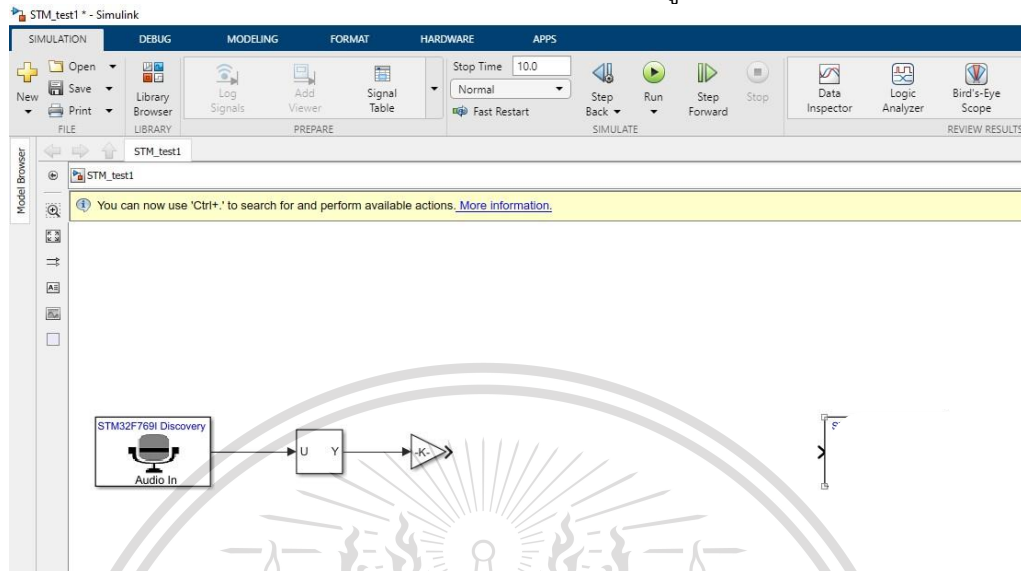 STM_test1 * - Simulink
SIMULATION DEBUG MODELING FORMAT HARDWARE APPS
New
Open
Save
Print
FILE
Library Browser
LIBRARY
Log Signals
Add Viewer
Signal Table
PREPARE
Stop Time 10.0
Normal
Fast Restart
Step Back
Run
Step Forward
Stop
SIMULATE
Data Inspector
Logic Analyzer
Bird's-Eye Scope
REVIEW RESULTS
Model Browser
STM_test1
STM_test1
You can now use 'Ctrl+.' to search for and perform available actions. More information.
STM32F769I Discovery
Audio In
U Y
-K-